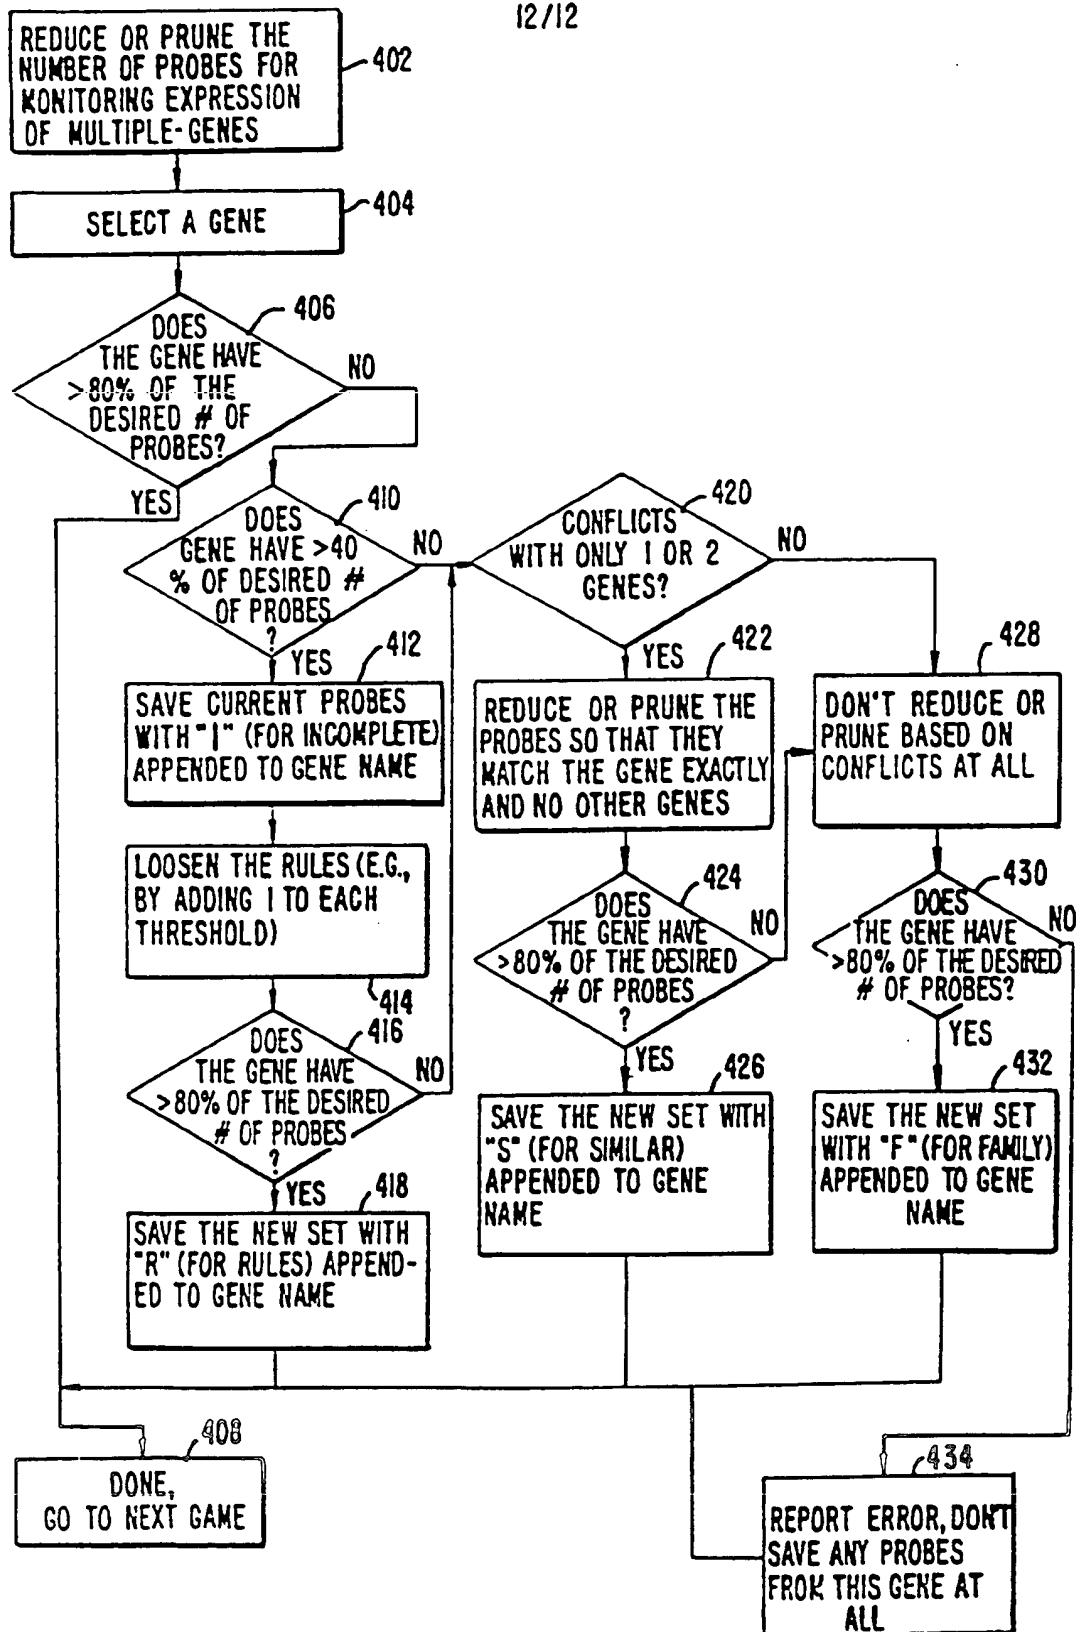 12/12
REDUCE OR PRUNE THE
NUMBER OF PROBES FOR
KONITORING EXPRESSION
OF MULTIPLE-GENES
402
SELECT A GENE
404
406
DOES
THE GENE HAVE
>80% OF THE
DESIRED # OF
PROBES?
NO
YES
410
DOES
GENE HAVE >40
% OF DESIRED #
OF PROBES
?
NO
YES
420
CONFLICTS
WITH ONLY 1 OR 2
GENES?
NO
YES
412
SAVE CURRENT PROBES
WITH "I" (FOR INCOMPLETE)
APPENDED TO GENE NAME
LOOSEN THE RULES (E.G.,
BY ADDING 1 TO EACH
THRESHOLD)
414
416
DOES
THE GENE HAVE
>80% OF THE DESIRED
# OF PROBES
?
NO
YES
418
SAVE THE NEW SET WITH
"R" (FOR RULES) APPEND-
ED TO GENE NAME
422
REDUCE OR PRUNE THE
PROBES SO THAT THEY
MATCH THE GENE EXACTLY
AND NO OTHER GENES
424
DOES
THE GENE HAVE
>80% OF THE DESIRED
# OF PROBES
?
NO
YES
426
SAVE THE NEW SET WITH
"S" (FOR SIMILAR)
APPENDED TO GENE
NAME
428
DON'T REDUCE OR
PRUNE BASED ON
CONFLICTS AT ALL
430
DOES
THE GENE HAVE
>80% OF THE DESIRED
# OF PROBES?
NO
YES
432
SAVE THE NEW SET
WITH "F" (FOR FAMILY)
APPENDED TO GENE
NAME
408
DONE,
GO TO NEXT GAME
434
REPORT ERROR, DON'T
SAVE ANY PROBES
FROK THIS GENE AT
ALL